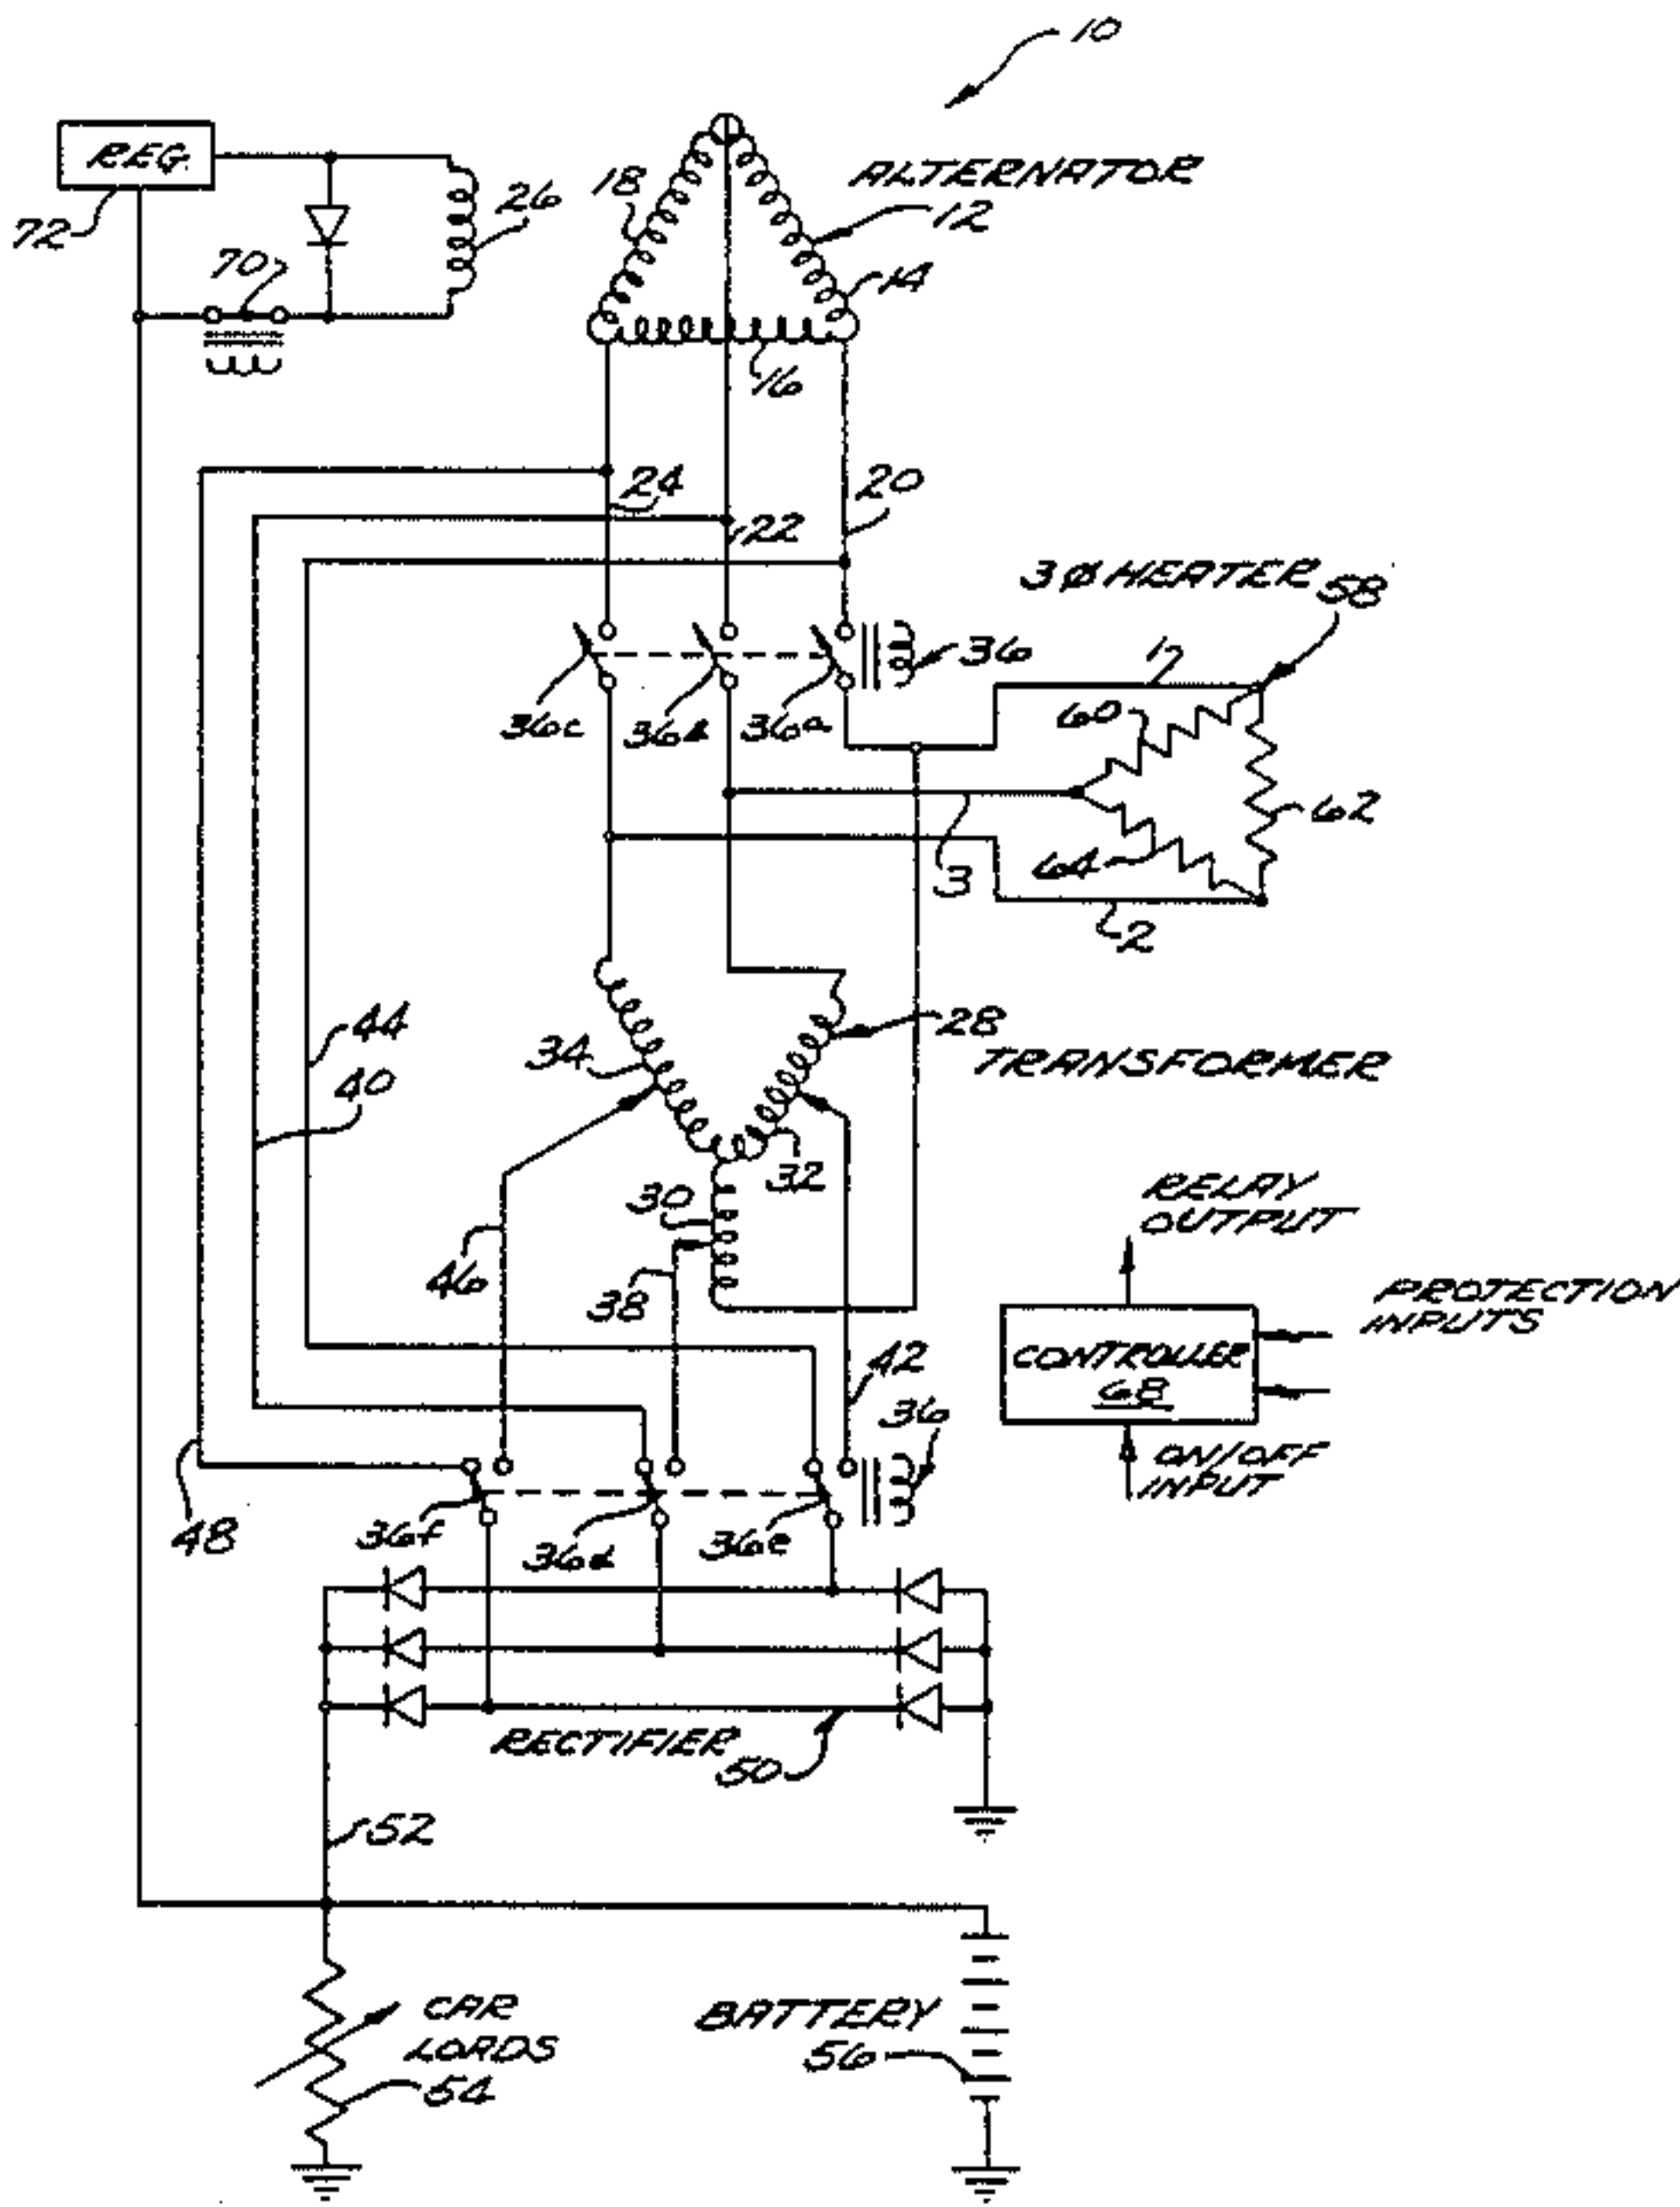 10
REG.
ALTERNATOR
18
26
12
72
70
14
16
24
20
22
3Ø HEATER
58
36
1
36c
36b
36a
60
62
64
3
2
44
34
28
TRANSFORMER
40
32
30
RELAY
OUTPUT
46
38
PROTECTION
INPUTS
CONTROLLER
68
42
36
ON/OFF
INPUT
48
36f
36d
36e
RECTIFIER
50
52
CAR
LOADS
54
BATTERY
56